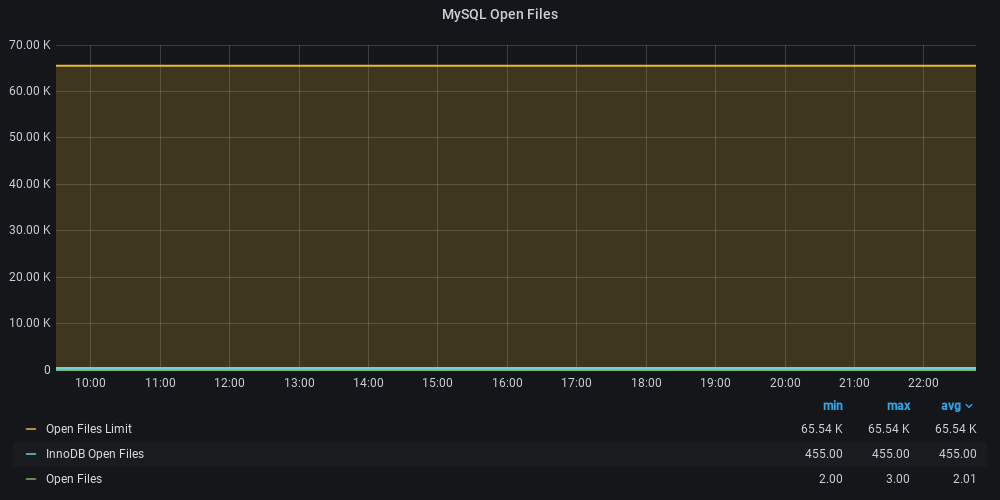 MySQL Open Files
70.00 K
60.00 K
50.00 K
40.00 K
30.00 K
20.00 K
10.00 K
0
10:00 11:00 12:00 13:00 14:00 15:00 16:00 17:00 18:00 19:00 20:00 21:00 22:00
min max avg
Open Files Limit 65.54 K 65.54 K 65.54 K
InnoDB Open Files 455.00 455.00 455.00
Open Files 2.00 3.00 2.01